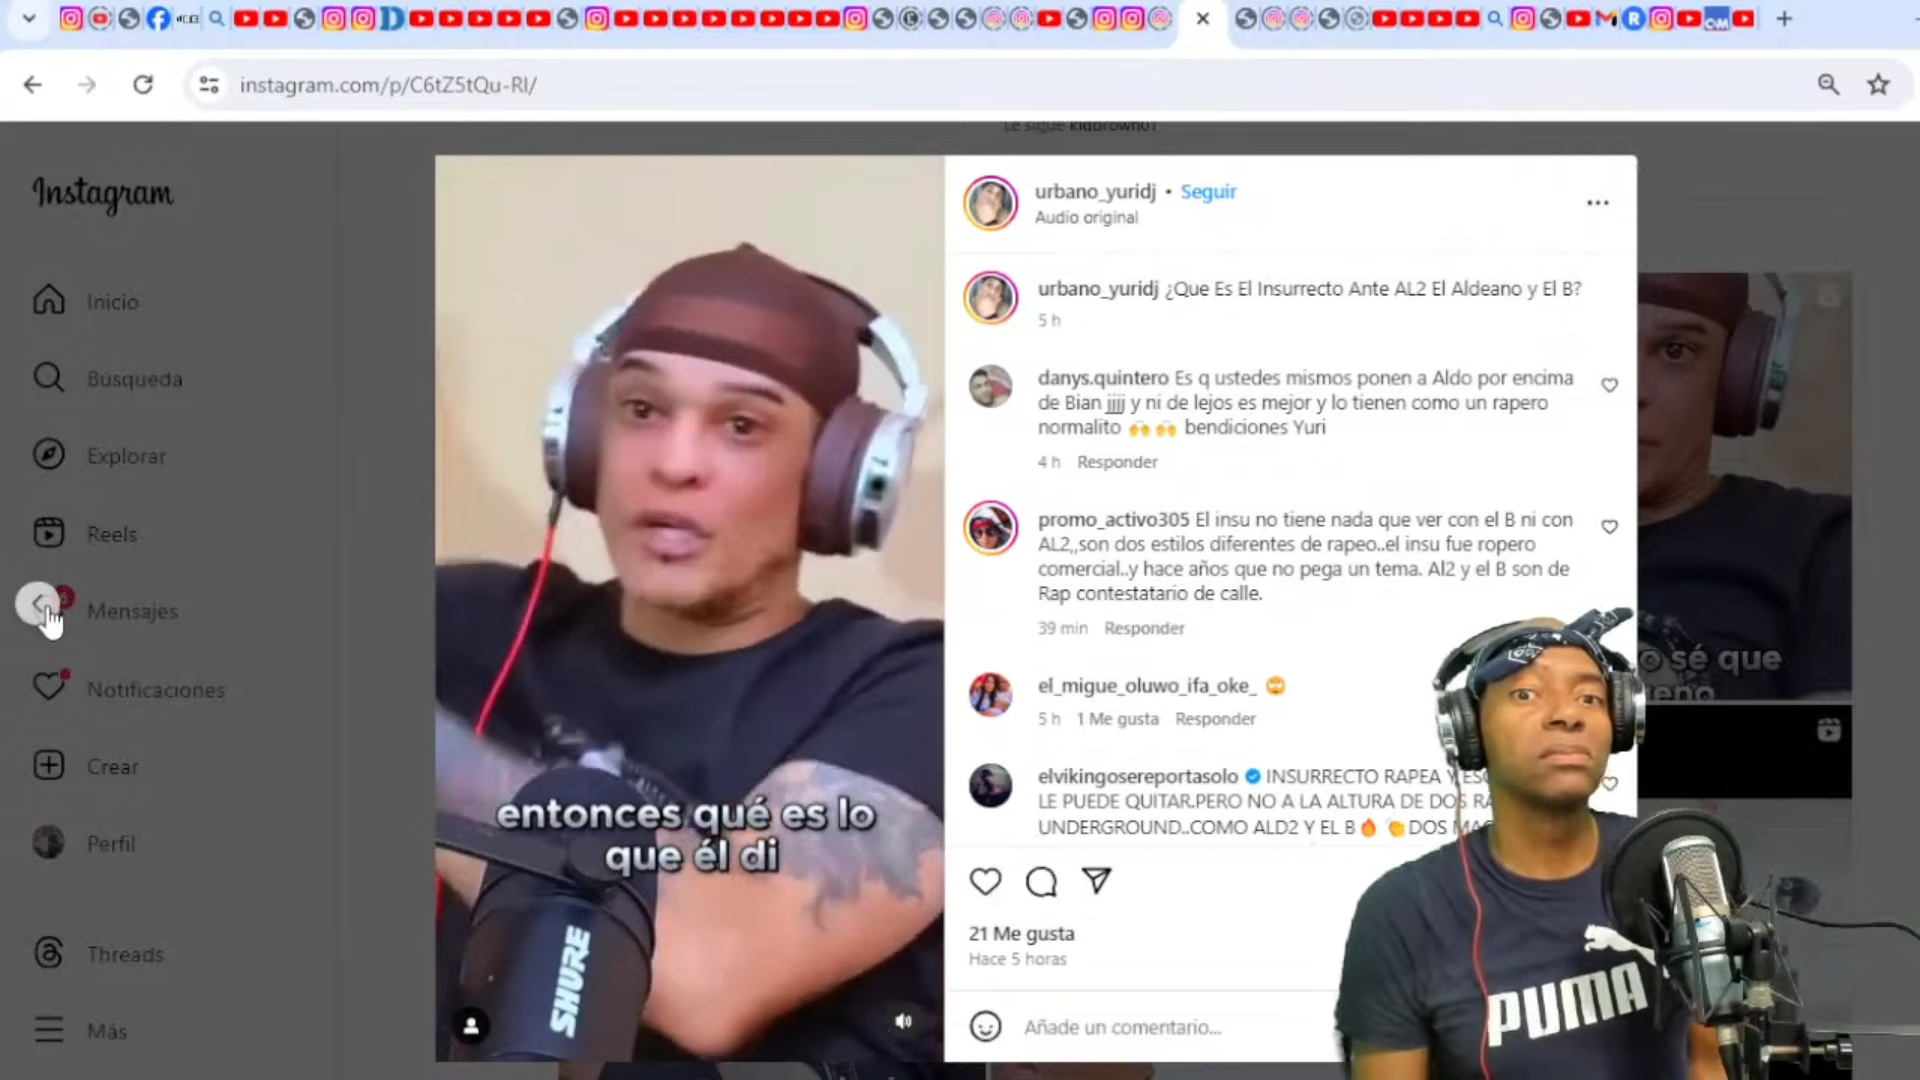 instagram.com/p/C6tZ5tQu-RI/
Le sigue kidbrown01
Instagram
Inicio
Búsqueda
Explorar
Reels
Mensajes
Notificaciones
Crear
Perfil
Threads
Más
entonces qué es lo
que él di
SHURE
urbano_yuridj • Seguir
Audio original
urbano_yuridj ¿Que Es El Insurrecto Ante AL2 El Aldeano y El B?
5 h
danys.quintero Es q ustedes mismos ponen a Aldo por encima
de Bian jjjjj y ni de lejos es mejor y lo tienen como un rapero
normalito 🙌 🙌 bendiciones Yuri
4 h Responder
promo_activo305 El insu no tiene nada que ver con el B ni con
AL2,,son dos estilos diferentes de rapeo..el insu fue ropero
comercial..y hace años que no pega un tema. Al2 y el B son de
Rap contestatario de calle.
39 min Responder
el_migue_oluwo_ifa_oke_ 🙄
5 h 1 Me gusta Responder
elvikingosereportasolo INSURRECTO RAPEA Y
LE PUEDE QUITAR.PERO NO A LA ALTURA DE DOS
UNDERGROUND..COMO ALD2 Y EL B🔥 👏DOS
21 Me gusta
Hace 5 horas
Añade un comentario...
o sé que
PUMA